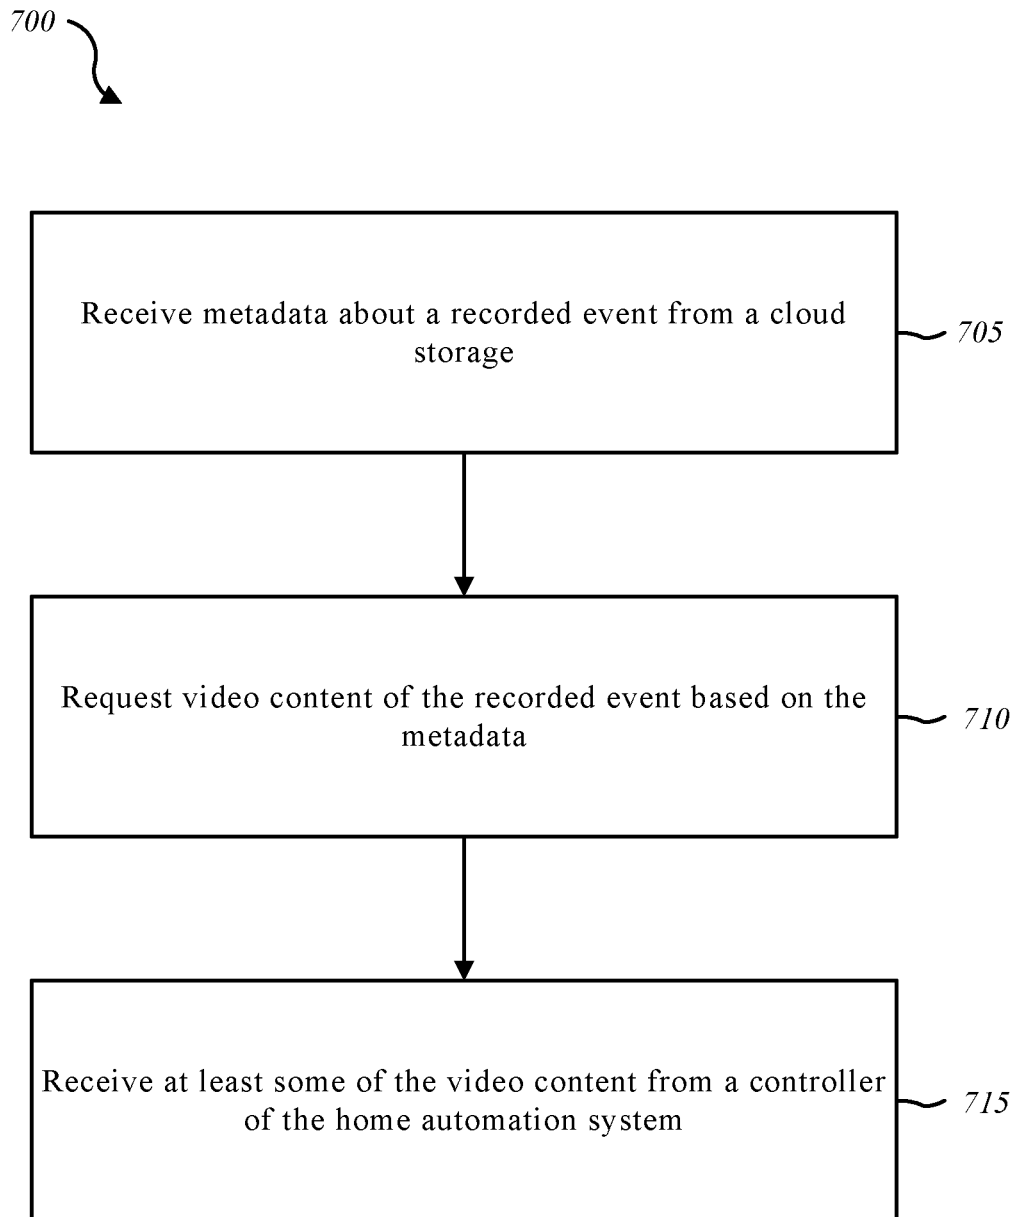 700
Receive metadata about a recorded event from a cloud
storage
705
Request video content of the recorded event based on the
metadata
710
Receive at least some of the video content from a controller
of the home automation system
715